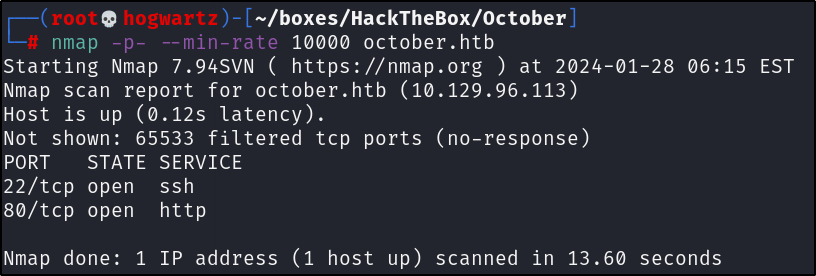 ┌──(root💀hogwartz)-[~/boxes/HackTheBox/October]
└─# nmap -p- --min-rate 10000 october.htb
Starting Nmap 7.94SVN ( https://nmap.org ) at 2024-01-28 06:15 EST
Nmap scan report for october.htb (10.129.96.113)
Host is up (0.12s latency).
Not shown: 65533 filtered tcp ports (no-response)
PORT   STATE SERVICE
22/tcp open  ssh
80/tcp open  http
Nmap done: 1 IP address (1 host up) scanned in 13.60 seconds